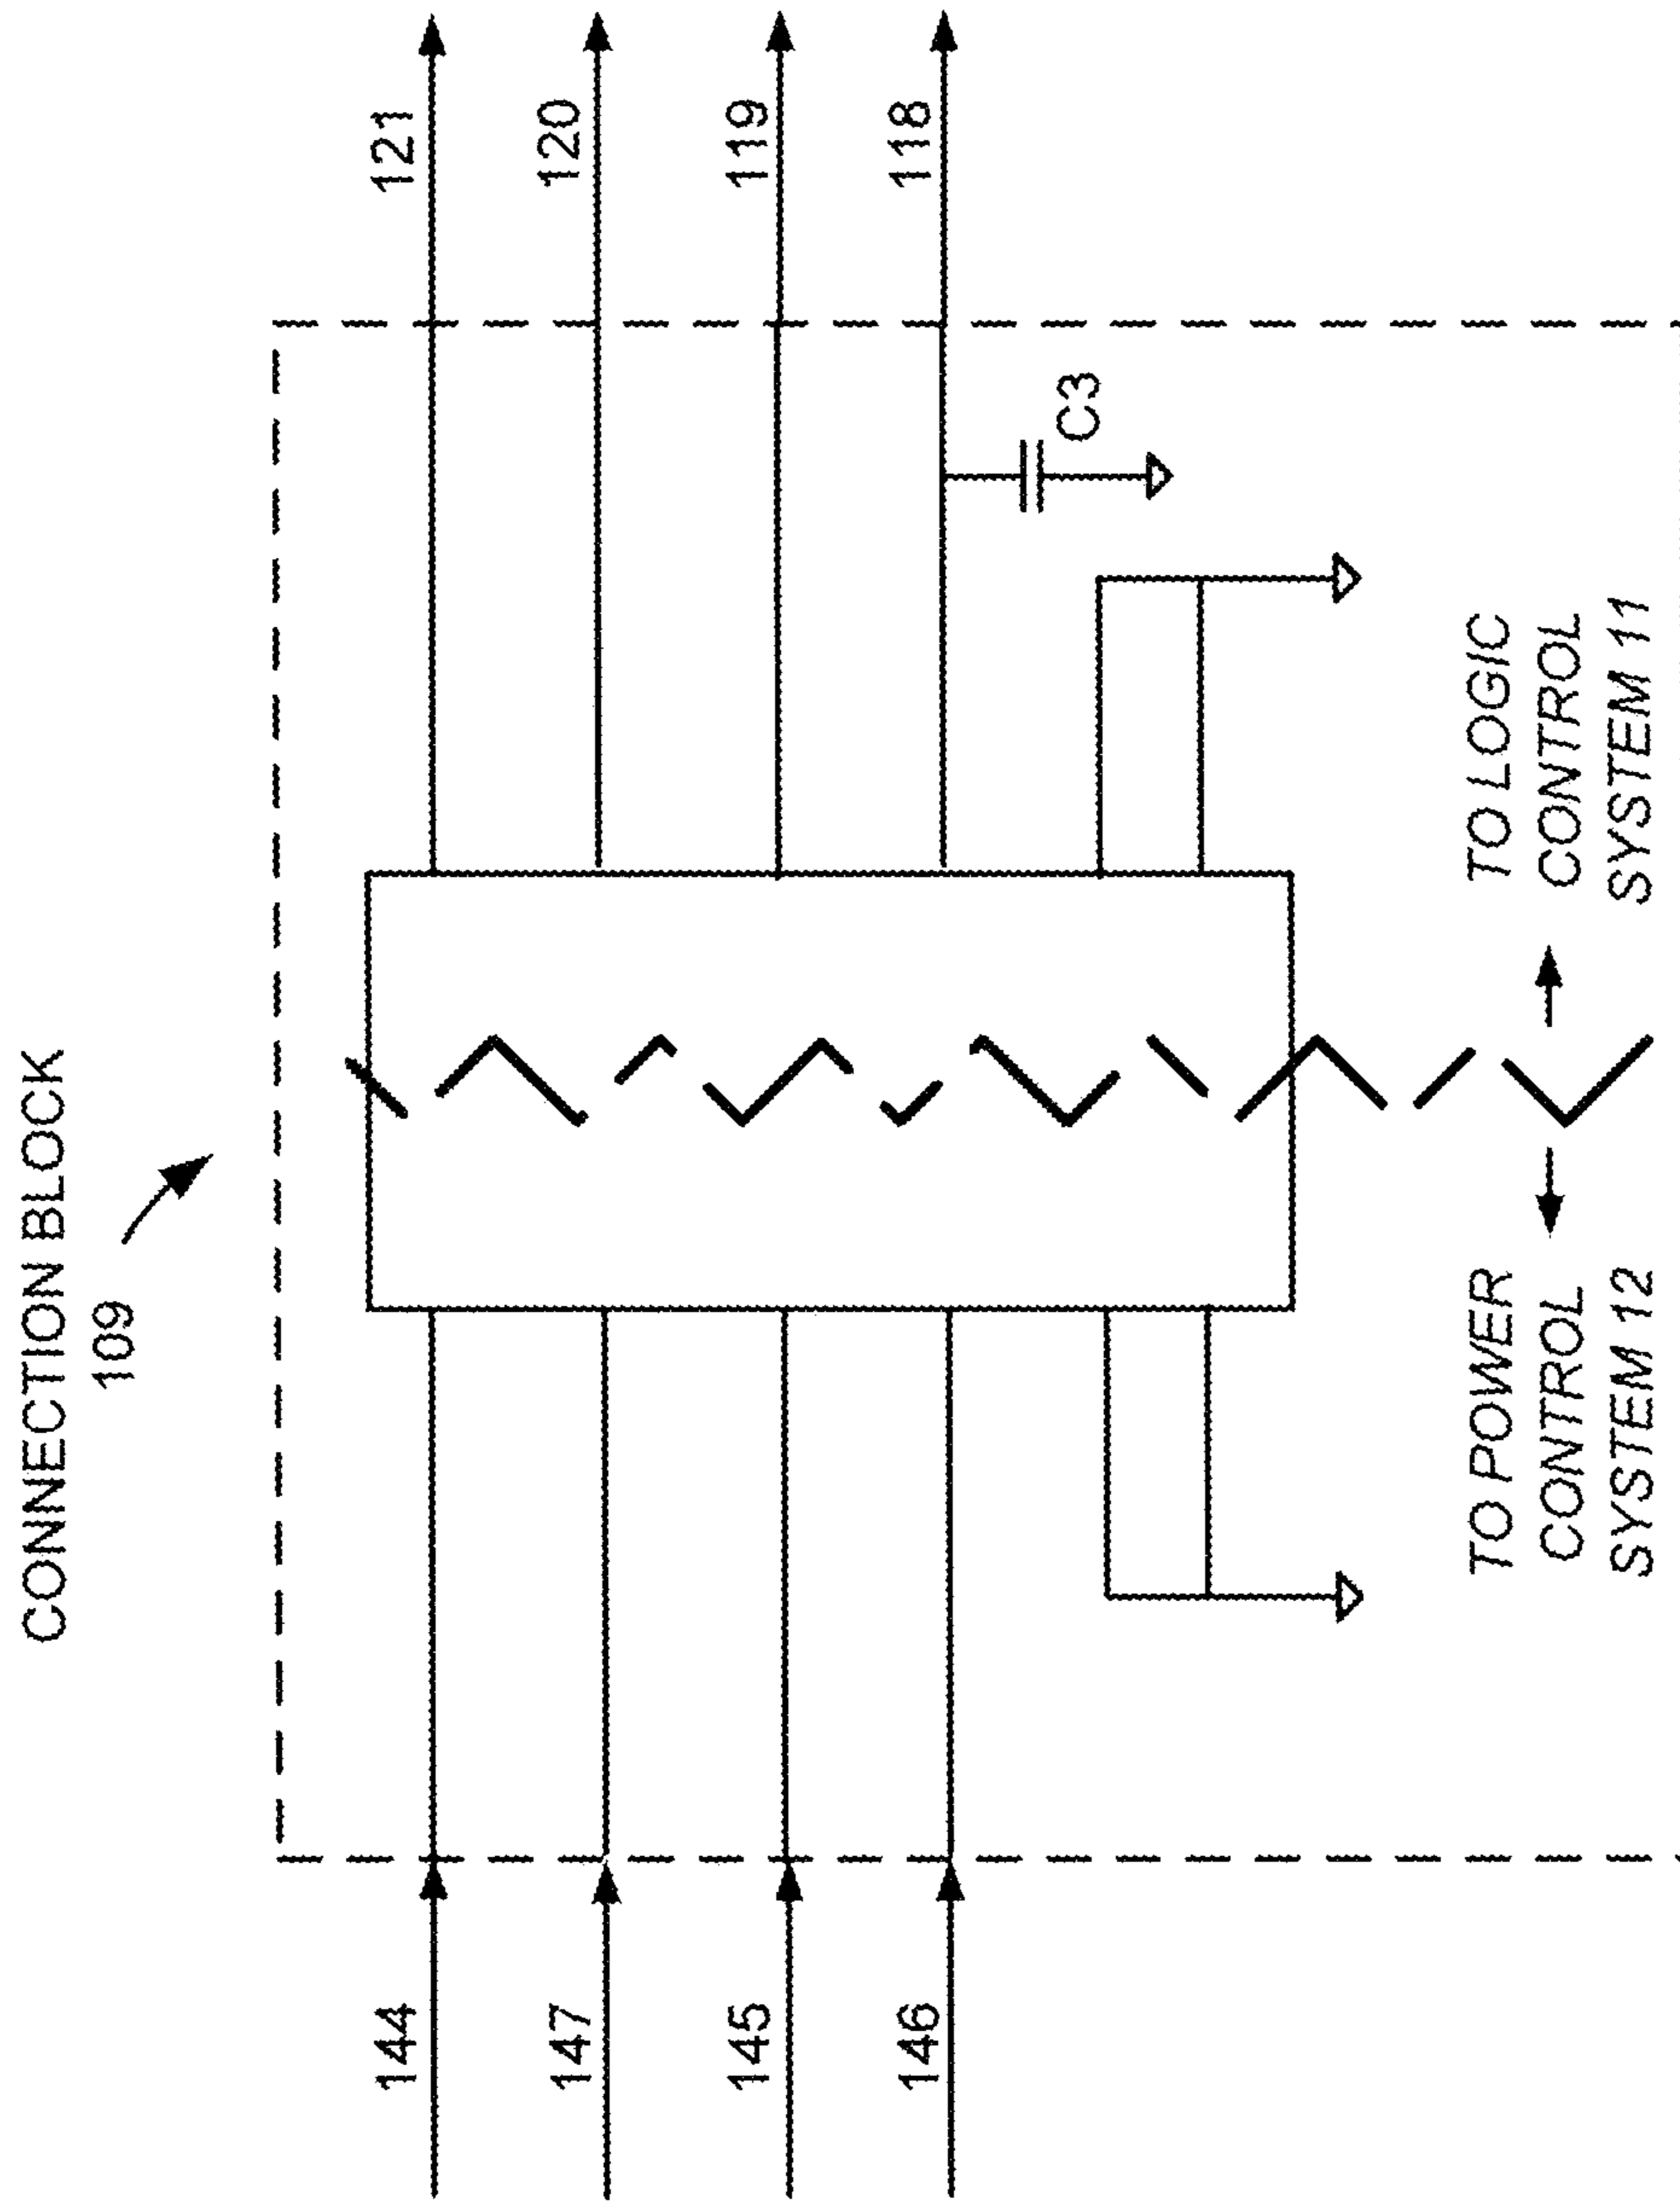 CONNECTION BLOCK
109
144
121
147
120
145
119
146
118
C3
TO POWER
CONTROL
SYSTEM 12
TO LOGIC
CONTROL
SYSTEM 11